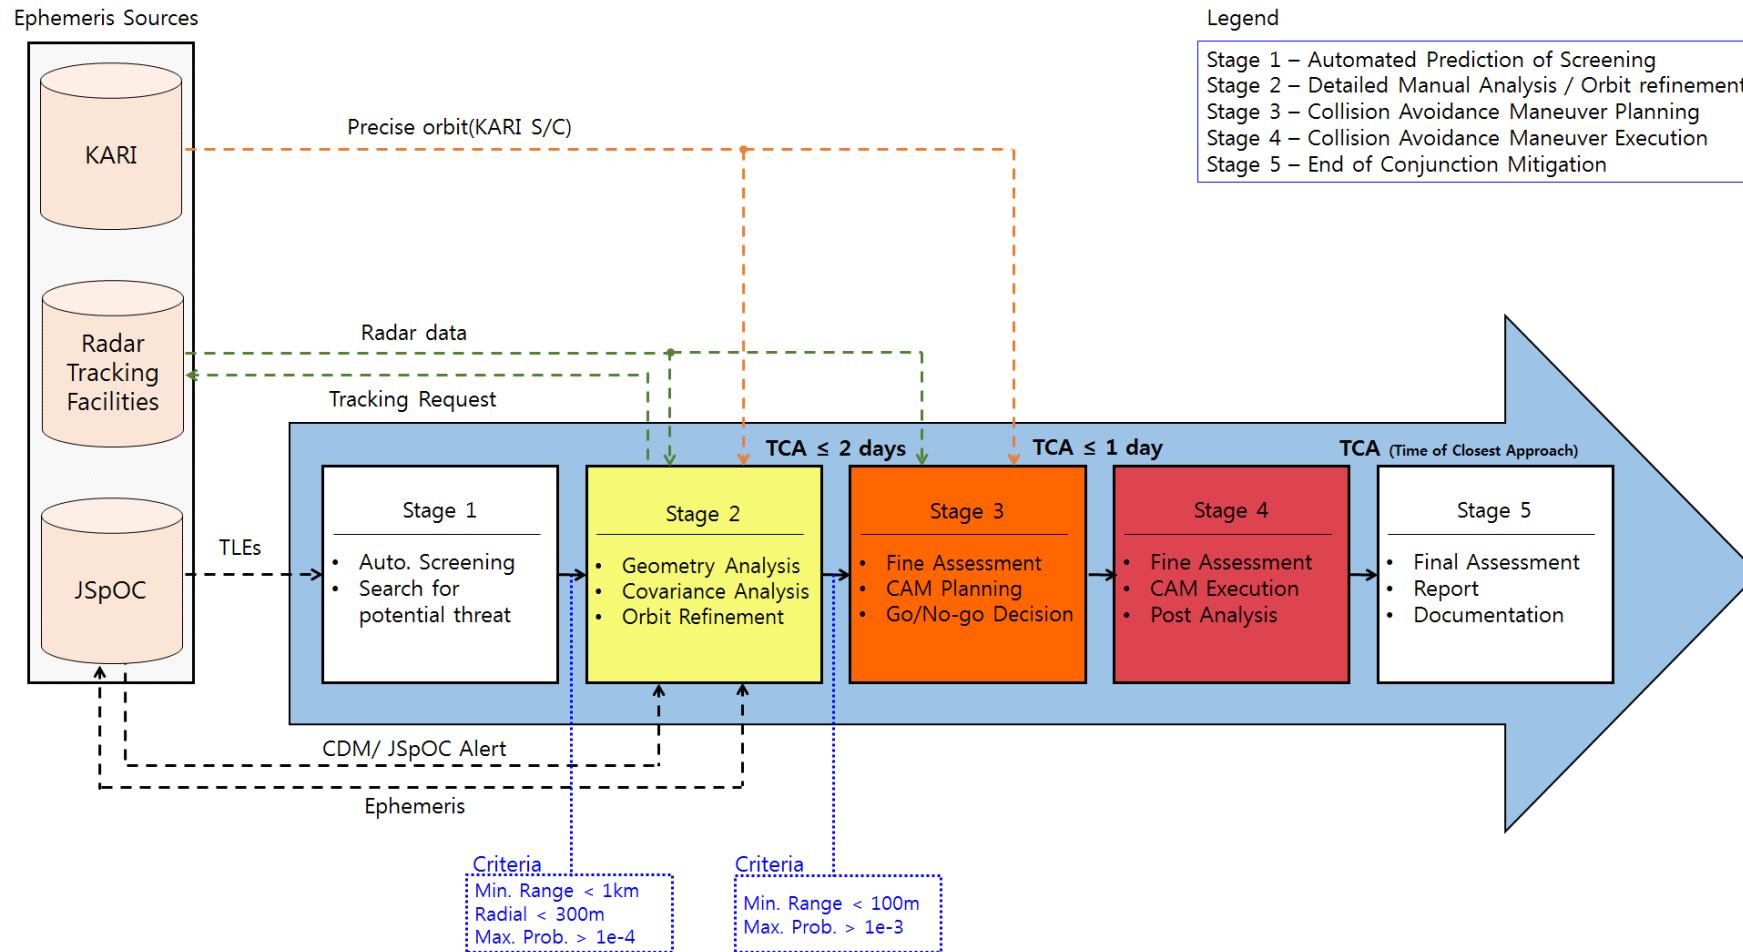 Ephemeris Sources
Legend
Stage 1 – Automated Prediction of Screening
Stage 2 – Detailed Manual Analysis / Orbit refinement
Stage 3 – Collision Avoidance Maneuver Planning
Stage 4 – Collision Avoidance Maneuver Execution
Stage 5 – End of Conjunction Mitigation
KARI
Precise orbit(KARI S/C)
Radar
Tracking
Facilities
Radar data
Tracking Request
JSpOC
TLEs
TCA ≤ 2 days
TCA ≤ 1 day
TCA (Time of Closest Approach)
Stage 1
• Auto. Screening
• Search for
potential threat
Stage 2
• Geometry Analysis
• Covariance Analysis
• Orbit Refinement
Stage 3
• Fine Assessment
• CAM Planning
• Go/No-go Decision
Stage 4
• Fine Assessment
• CAM Execution
• Post Analysis
Stage 5
• Final Assessment
• Report
• Documentation
CDM/ JSpOC Alert
Ephemeris
Criteria
Min. Range < 1km
Radial < 300m
Max. Prob. > 1e-4
Criteria
Min. Range < 100m
Max. Prob. > 1e-3